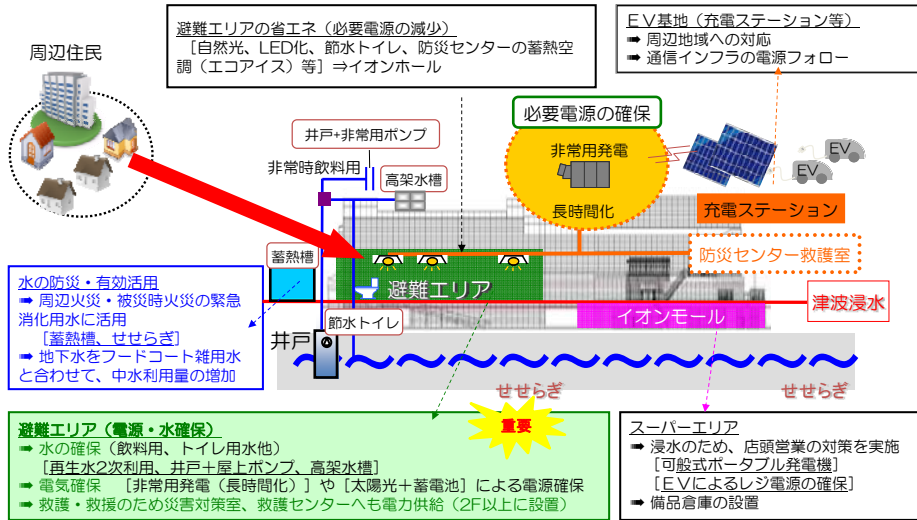 避難エリアの省エネ（必要電源の減少）
［自然光、LED化、節水トイレ、防災センターの蓄熱空
調（エコアイス）等］⇒イオンホール
ＥＶ基地（充電ステーション等）
➠ 周辺地域への対応
➠ 通信インフラの電源フォロー
周辺住民
必要電源の確保
井戸+非常用ポンプ
非常時飲料用
高架水槽
非常用発電
長時間化
EV
EV
充電ステーション
蓄熱槽
防災センター救護室
水の防災・有効活用
➠ 周辺火災・被災時火災の緊急
消化用水に活用
［蓄熱槽、せせらぎ］
➠ 地下水をフードコート雑用水
と合わせて、中水利用量の増加
避難エリア
津波浸水
イオンモール
節水トイレ
井戸
せせらぎ
せせらぎ
重要
避難エリア（電源・水確保）
➠ 水の確保（飲料用、トイレ用水他）
［再生水2次利用、井戸＋屋上ポンプ、高架水槽］
➠ 電気確保　［非常用発電（長時間化）］や［太陽光＋蓄電池］による電源確保
➠ 救護・救援のため災害対策室、救護センターへも電力供給（2F以上に設置）
スーパーエリア
➠ 浸水のため、店頭営業の対策を実施
［可般式ポータブル発電機］
［ＥＶによるレジ電源の確保］
➠ 備品倉庫の設置